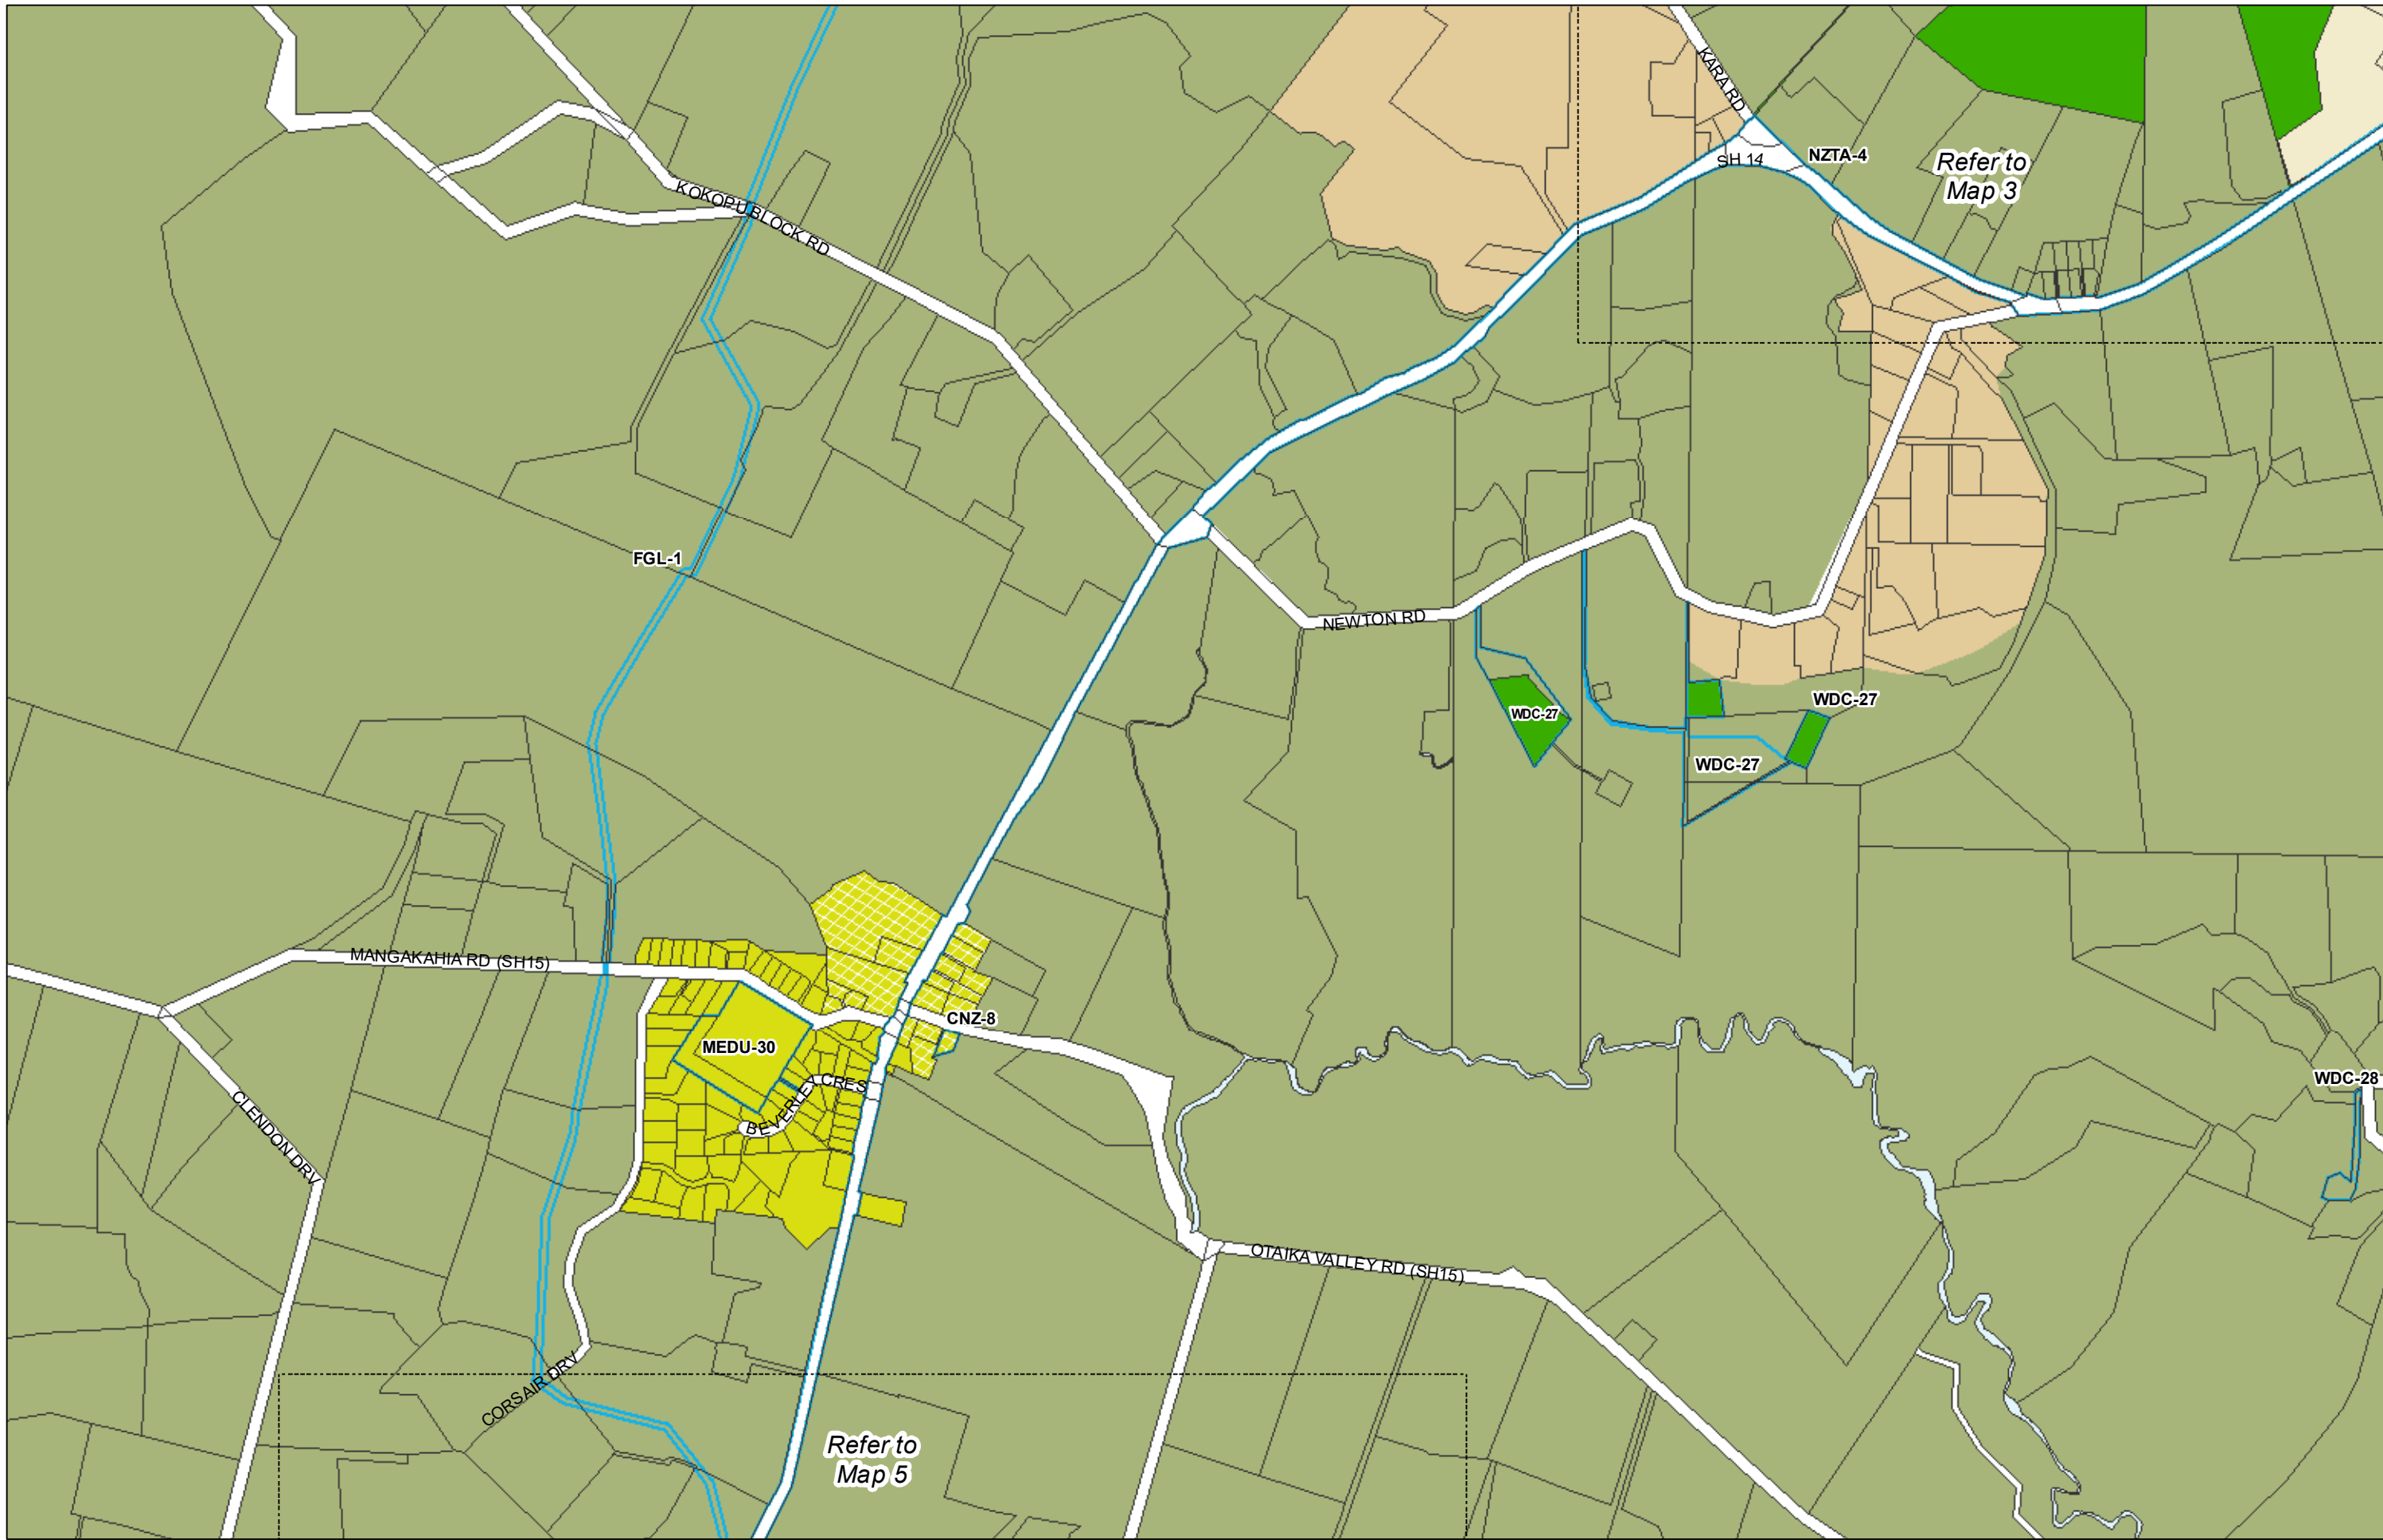 KARA RD
SH 14
NZTA-4
Refer to
Map 3
KOKOPU BLOCK RD
FGL-1
NEWTON RD
WDC-27
WDC-27
WDC-27
MANGAKAHIA RD (SH15)
CNZ-8
MEDU-30
BEVERLEY CRES
WDC-28
CLENDON DRV
OTAIKA VALLEY RD (SH15)
CORSAIR DRV
Refer to
Map 5